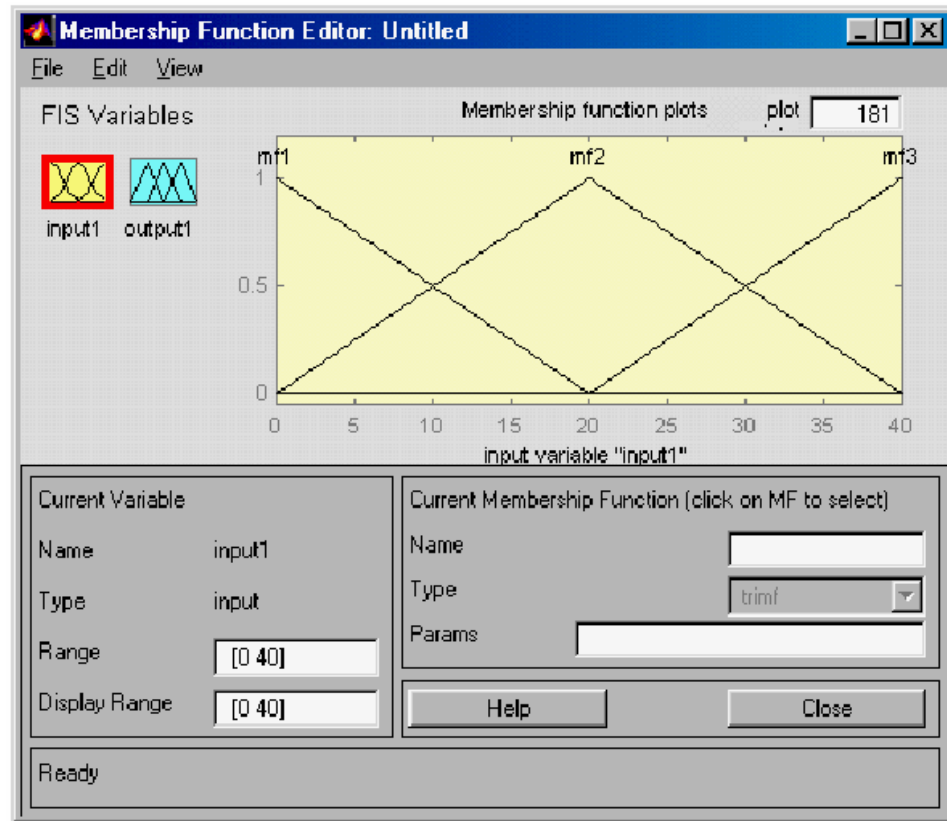 Membership Function Editor: Untitled
File Edit View
FIS Variables
Membership function plots plot 181
mf1 mf2 mf3
1
0.5
0
input1 output1
0 5 10 15 20 25 30 35 40
input variable "input1"
Current Variable
Name input1
Type input
Range [0 40]
Display Range [0 40]
Current Membership Function (click on MF to select)
Name
Type trimf
Params
Help Close
Ready